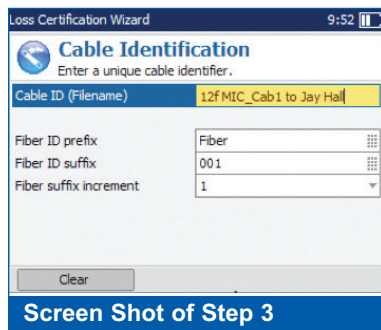 Loss Certification Wizard 9:52
Cable Identification
Enter a unique cable identifier.
Cable ID (Filename) 12f MIC_Cab1 to Jay Hall
Fiber ID prefix Fiber
Fiber ID suffix 001
Fiber suffix increment 1
Clear
Screen Shot of Step 3